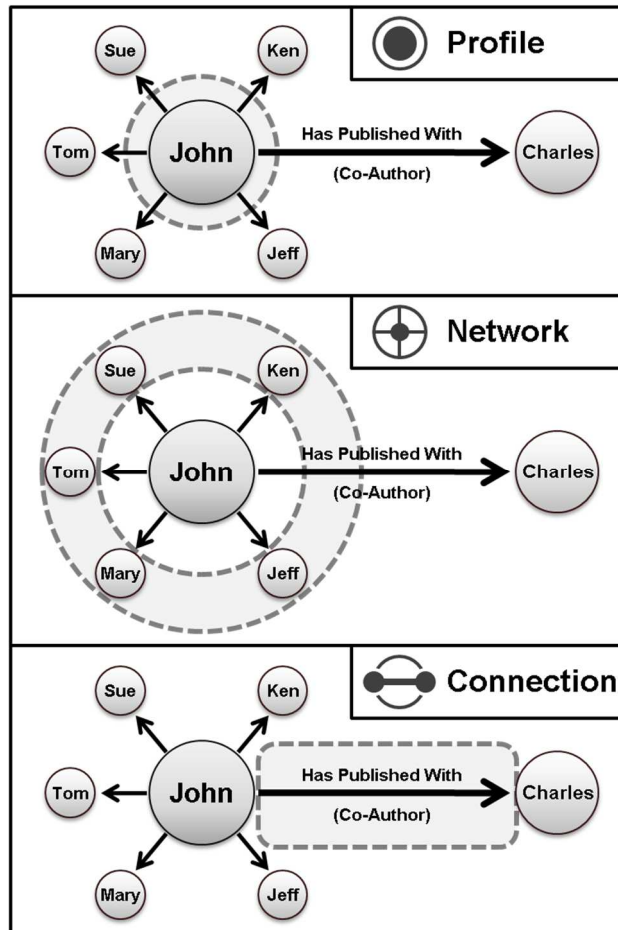 Profile
Sue
Ken
Tom
John
Has Published With
(Co-Author)
Charles
Mary
Jeff
Network
Sue
Ken
Tom
John
Has Published With
(Co-Author)
Charles
Mary
Jeff
Connection
Sue
Ken
Tom
John
Has Published With
(Co-Author)
Charles
Mary
Jeff